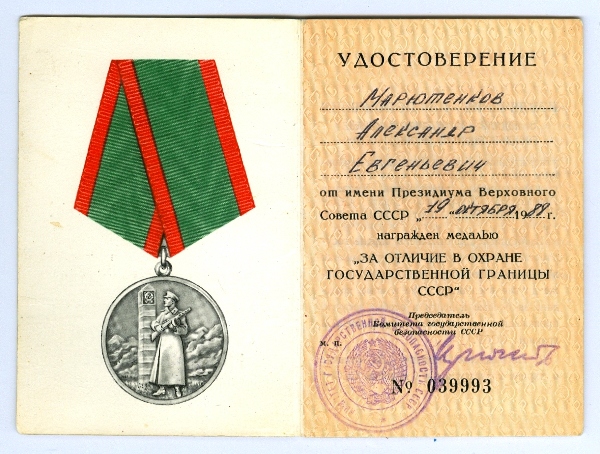 УДОСТОВЕРЕНИЕ
Марютенков
Александр
Евгеньевич
от имени Президиума Верховного
Совета СССР „19 „ октября 1988 г.
награжден медалью
„ЗА ОТЛИЧИЕ В ОХРАНЕ
ГОСУДАРСТВЕННОЙ ГРАНИЦЫ
СССР“
Председатель
Комитета государственной
безопасности СССР
м. п.
№ 039993